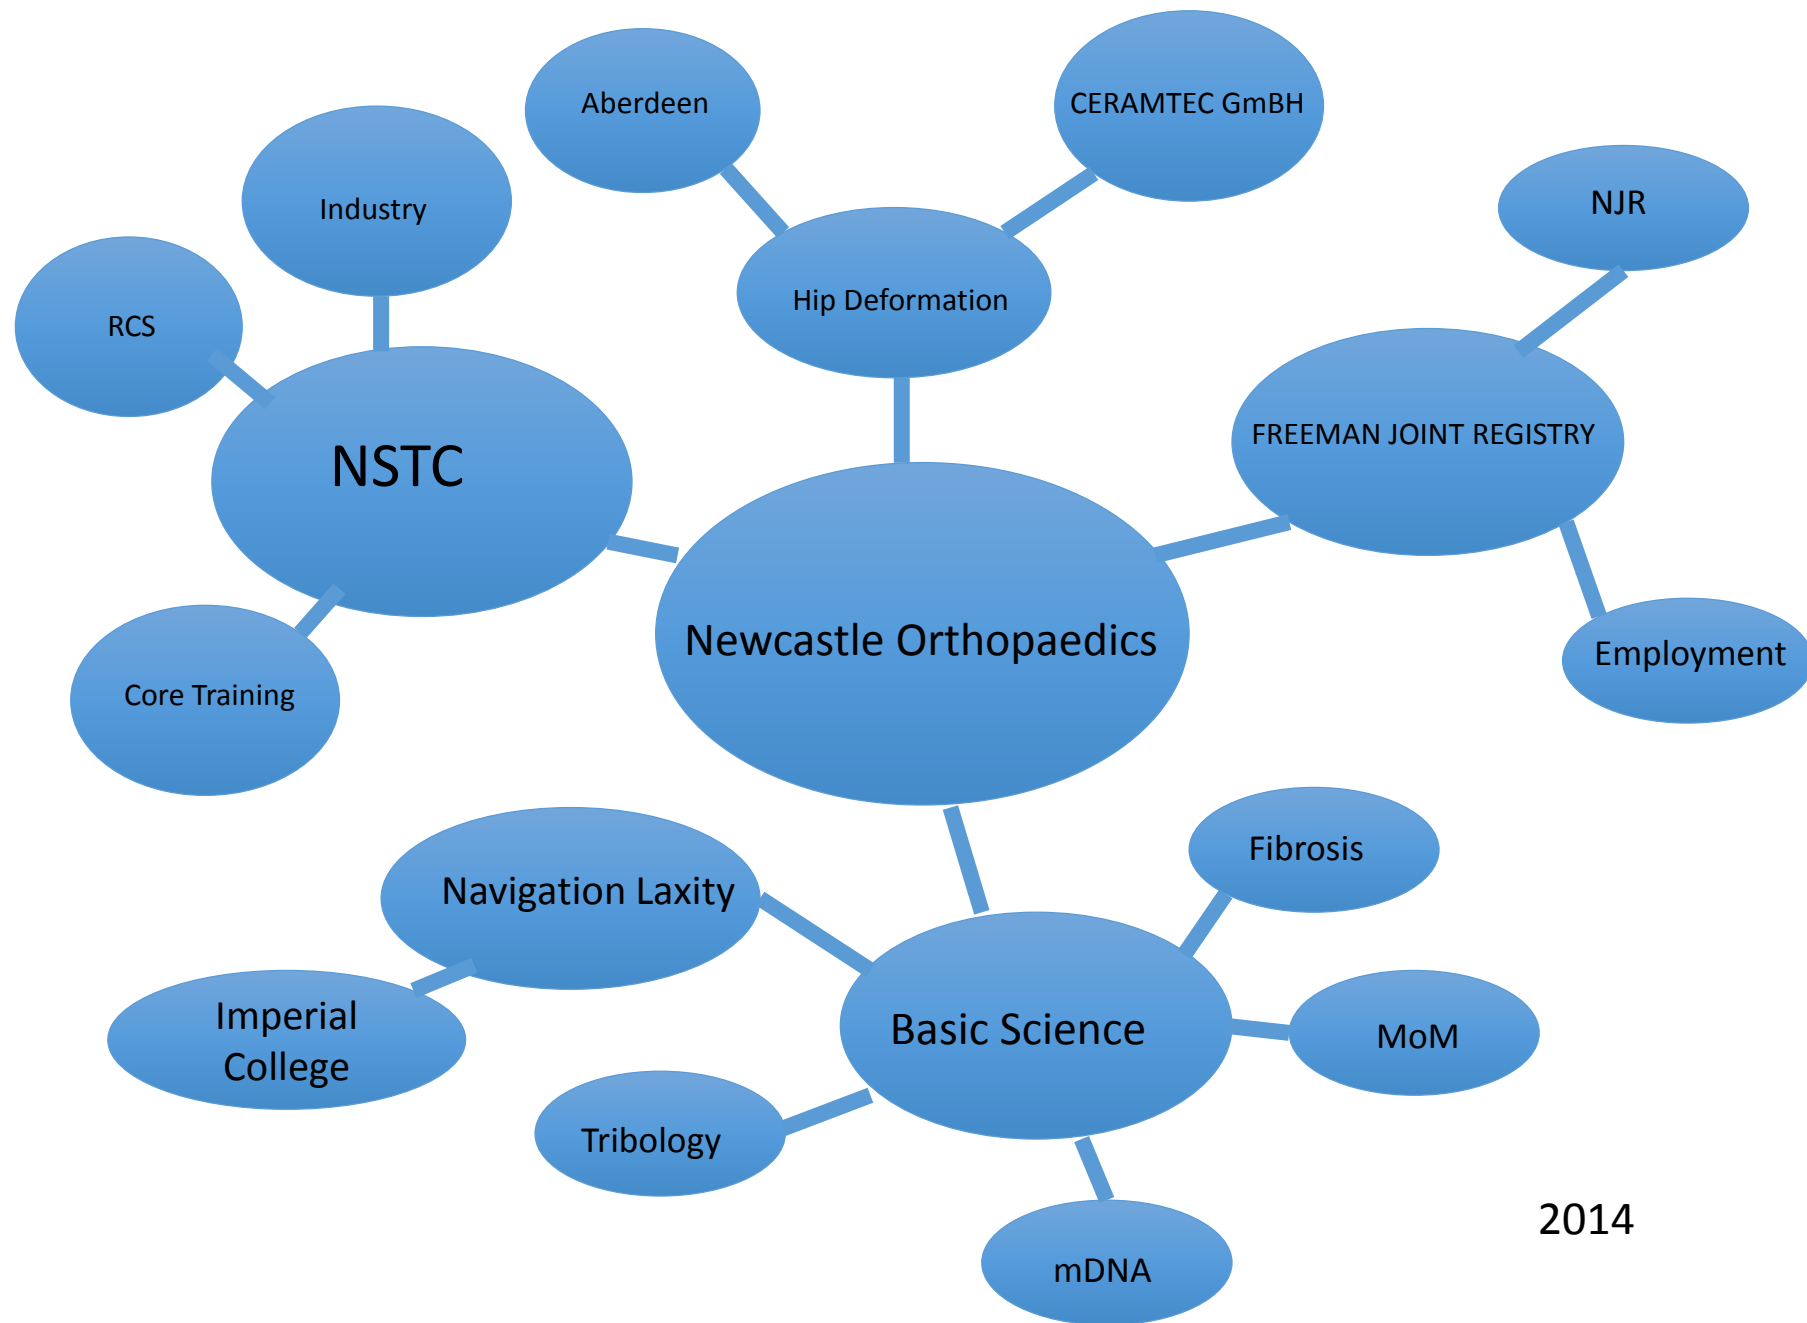 Aberdeen
CERAMTEC GmBH
Industry
NJR
RCS
Hip Deformation
FREEMAN JOINT REGISTRY
NSTC
Newcastle Orthopaedics
Employment
Core Training
Fibrosis
Navigation Laxity
Imperial
College
Basic Science
MoM
Tribology
mDNA
2014